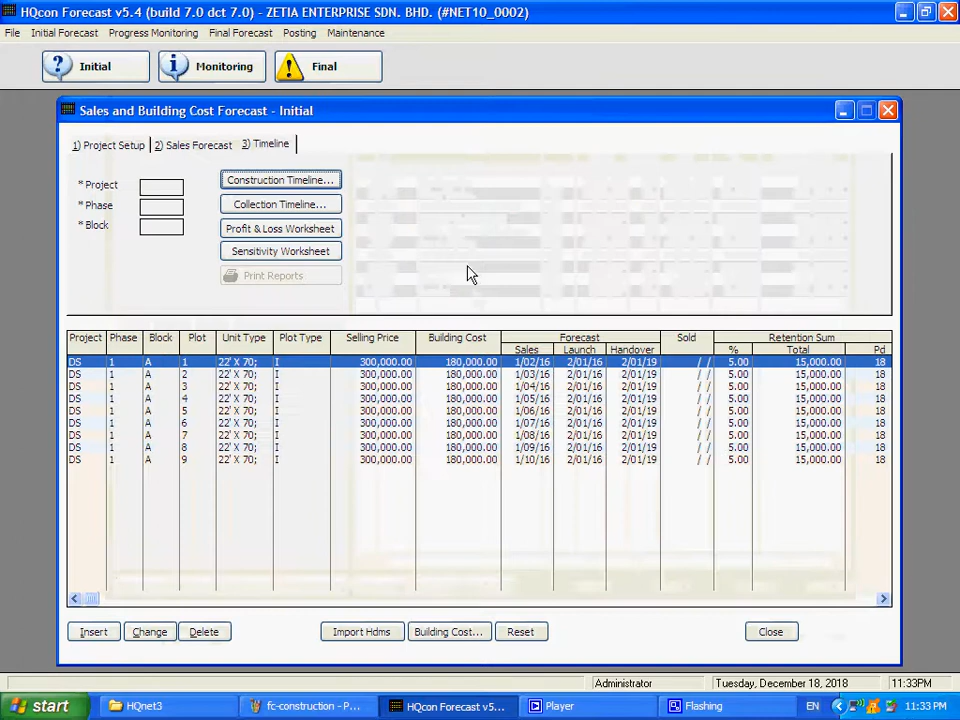 HQcon Forecast v5.4 (build 7.0 dct 7.0) - ZETIA ENTERPRISE SDN. BHD. (#NET10_0002)
File Initial Forecast Progress Monitoring Final Forecast Posting Maintenance
Initial Monitoring Final
Sales and Building Cost Forecast - Initial
1) Project Setup 2) Sales Forecast 3) Timeline
* Project Construction Timeline...
* Phase Collection Timeline...
* Block Profit & Loss Worksheet
Sensitivity Worksheet
Print Reports
Project Phase Block Plot Unit Type Plot Type Selling Price Building Cost Forecast Sold Retention Sum
Sales Launch Handover % Total Pd
DS 1 A 1 22' X 70; I 300,000.00 180,000.00 1/02/16 2/01/16 2/01/19 / / 5.00 15,000.00 18
DS 1 A 2 22' X 70; I 300,000.00 180,000.00 1/03/16 2/01/16 2/01/19 / / 5.00 15,000.00 18
DS 1 A 3 22' X 70; I 300,000.00 180,000.00 1/04/16 2/01/16 2/01/19 / / 5.00 15,000.00 18
DS 1 A 4 22' X 70; I 300,000.00 180,000.00 1/05/16 2/01/16 2/01/19 / / 5.00 15,000.00 18
DS 1 A 5 22' X 70; I 300,000.00 180,000.00 1/06/16 2/01/16 2/01/19 / / 5.00 15,000.00 18
DS 1 A 6 22' X 70; I 300,000.00 180,000.00 1/07/16 2/01/16 2/01/19 / / 5.00 15,000.00 18
DS 1 A 7 22' X 70; I 300,000.00 180,000.00 1/08/16 2/01/16 2/01/19 / / 5.00 15,000.00 18
DS 1 A 8 22' X 70; I 300,000.00 180,000.00 1/09/16 2/01/16 2/01/19 / / 5.00 15,000.00 18
DS 1 A 9 22' X 70; I 300,000.00 180,000.00 1/10/16 2/01/16 2/01/19 / / 5.00 15,000.00 18
Insert Change Delete Import Hdms Building Cost... Reset Close
Administrator Tuesday, December 18, 2018 11:33PM
start HQnet3 fc-construction - P... HQcon Forecast v5... Player Flashing EN 11:33 PM